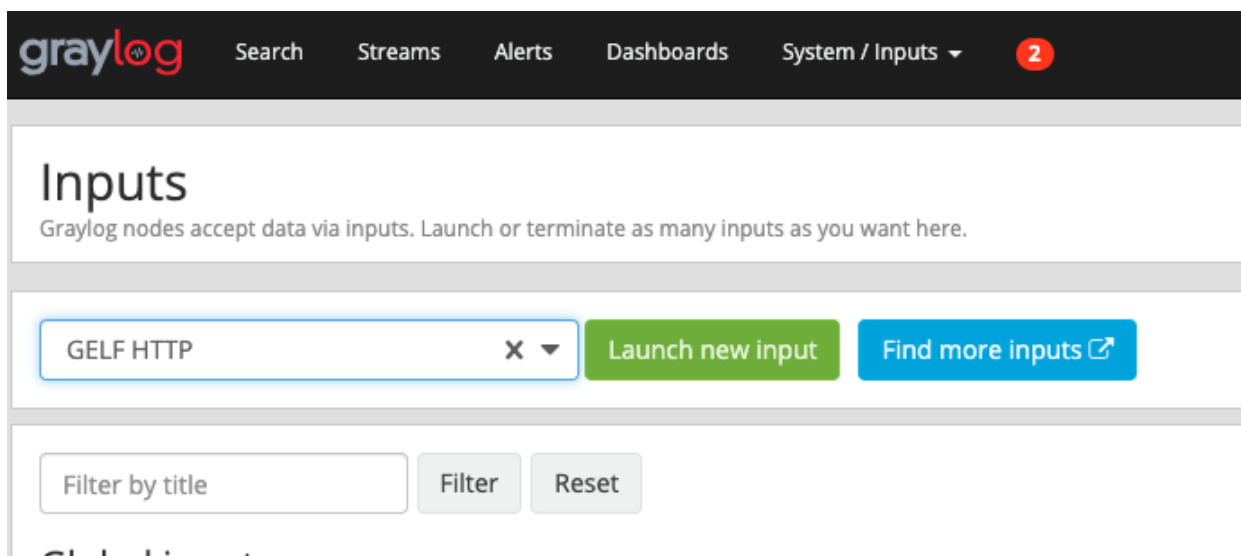 graylog Search Streams Alerts Dashboards System / Inputs 2
Inputs
Graylog nodes accept data via inputs. Launch or terminate as many inputs as you want here.
GELF HTTP Launch new input Find more inputs
Filter by title Filter Reset